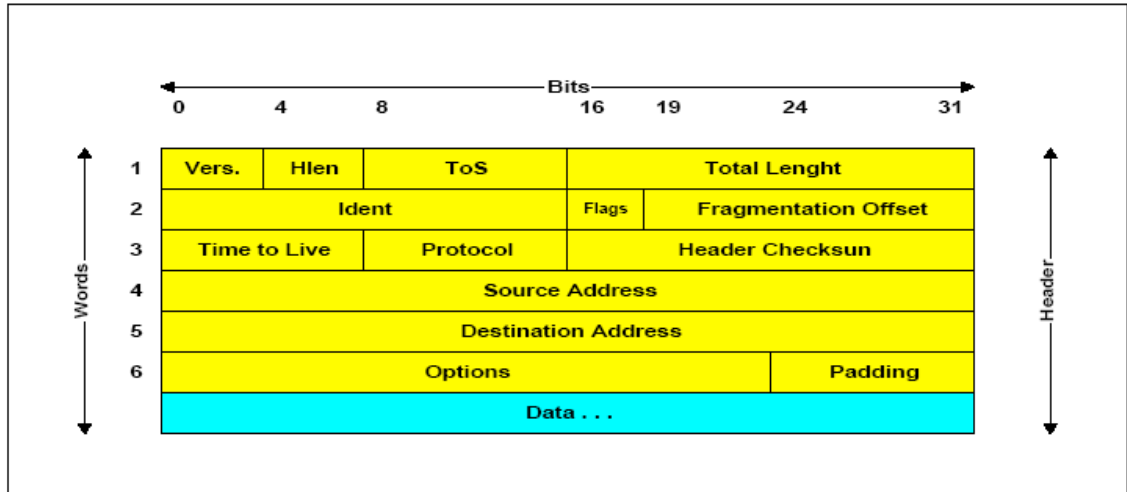 Bits
0 4 8 16 19 24 31
1 Vers. Hlen ToS Total Lenght
2 Ident Flags Fragmentation Offset
3 Time to Live Protocol Header Checksun
4 Source Address
5 Destination Address
6 Options Padding
Data . . .
Words
Header